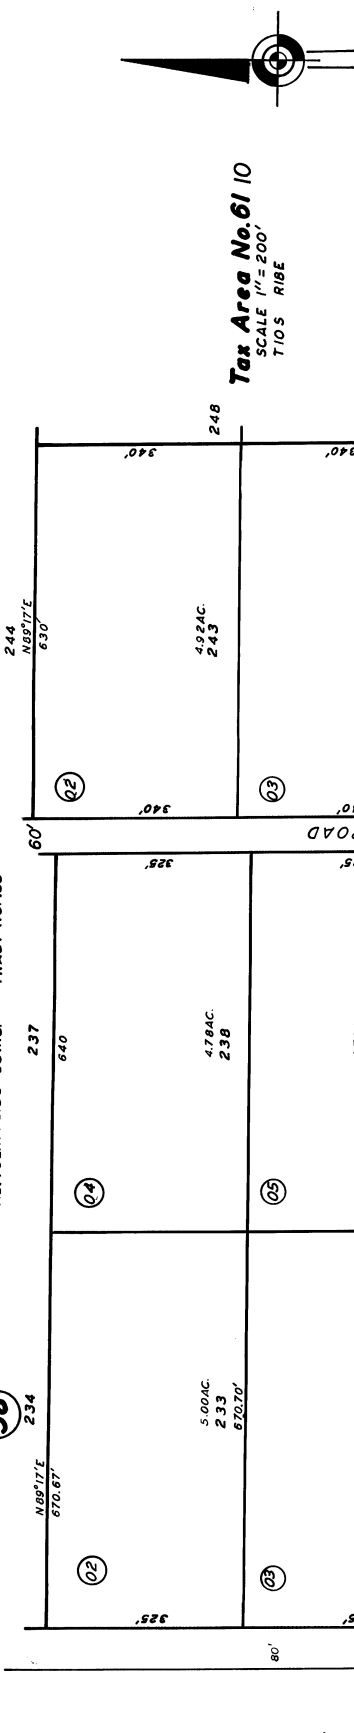 Tax Area No.61 10
SCALE 1"=200'
T10S R18E
248
340'
340'
244
N89°17'E
630'
4.92AC.
243
02
03
340'
60'
ROAD
325'
237
640
4.78AC.
238
04
05
234
N89°17'E
670.67'
5.00AC.
233
670.70'
02
03
325'
80'